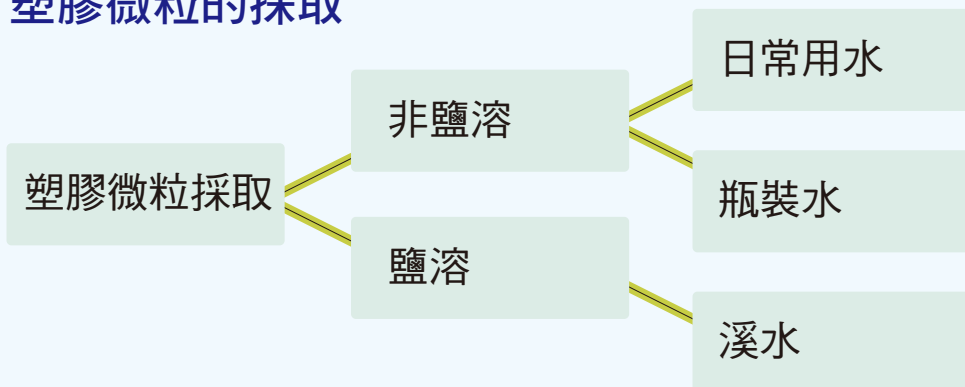 塑膠微粒的採取
塑膠微粒採取
非鹽溶
鹽溶
日常用水
瓶裝水
溪水